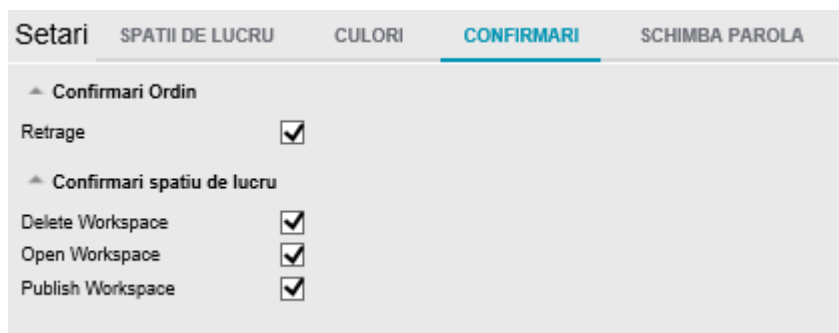 Setari SPATII DE LUCRU CULORI CONFIRMARI SCHIMBA PAROLA
Confirmari Ordin
Retrage
Confirmari spatiu de lucru
Delete Workspace
Open Workspace
Publish Workspace